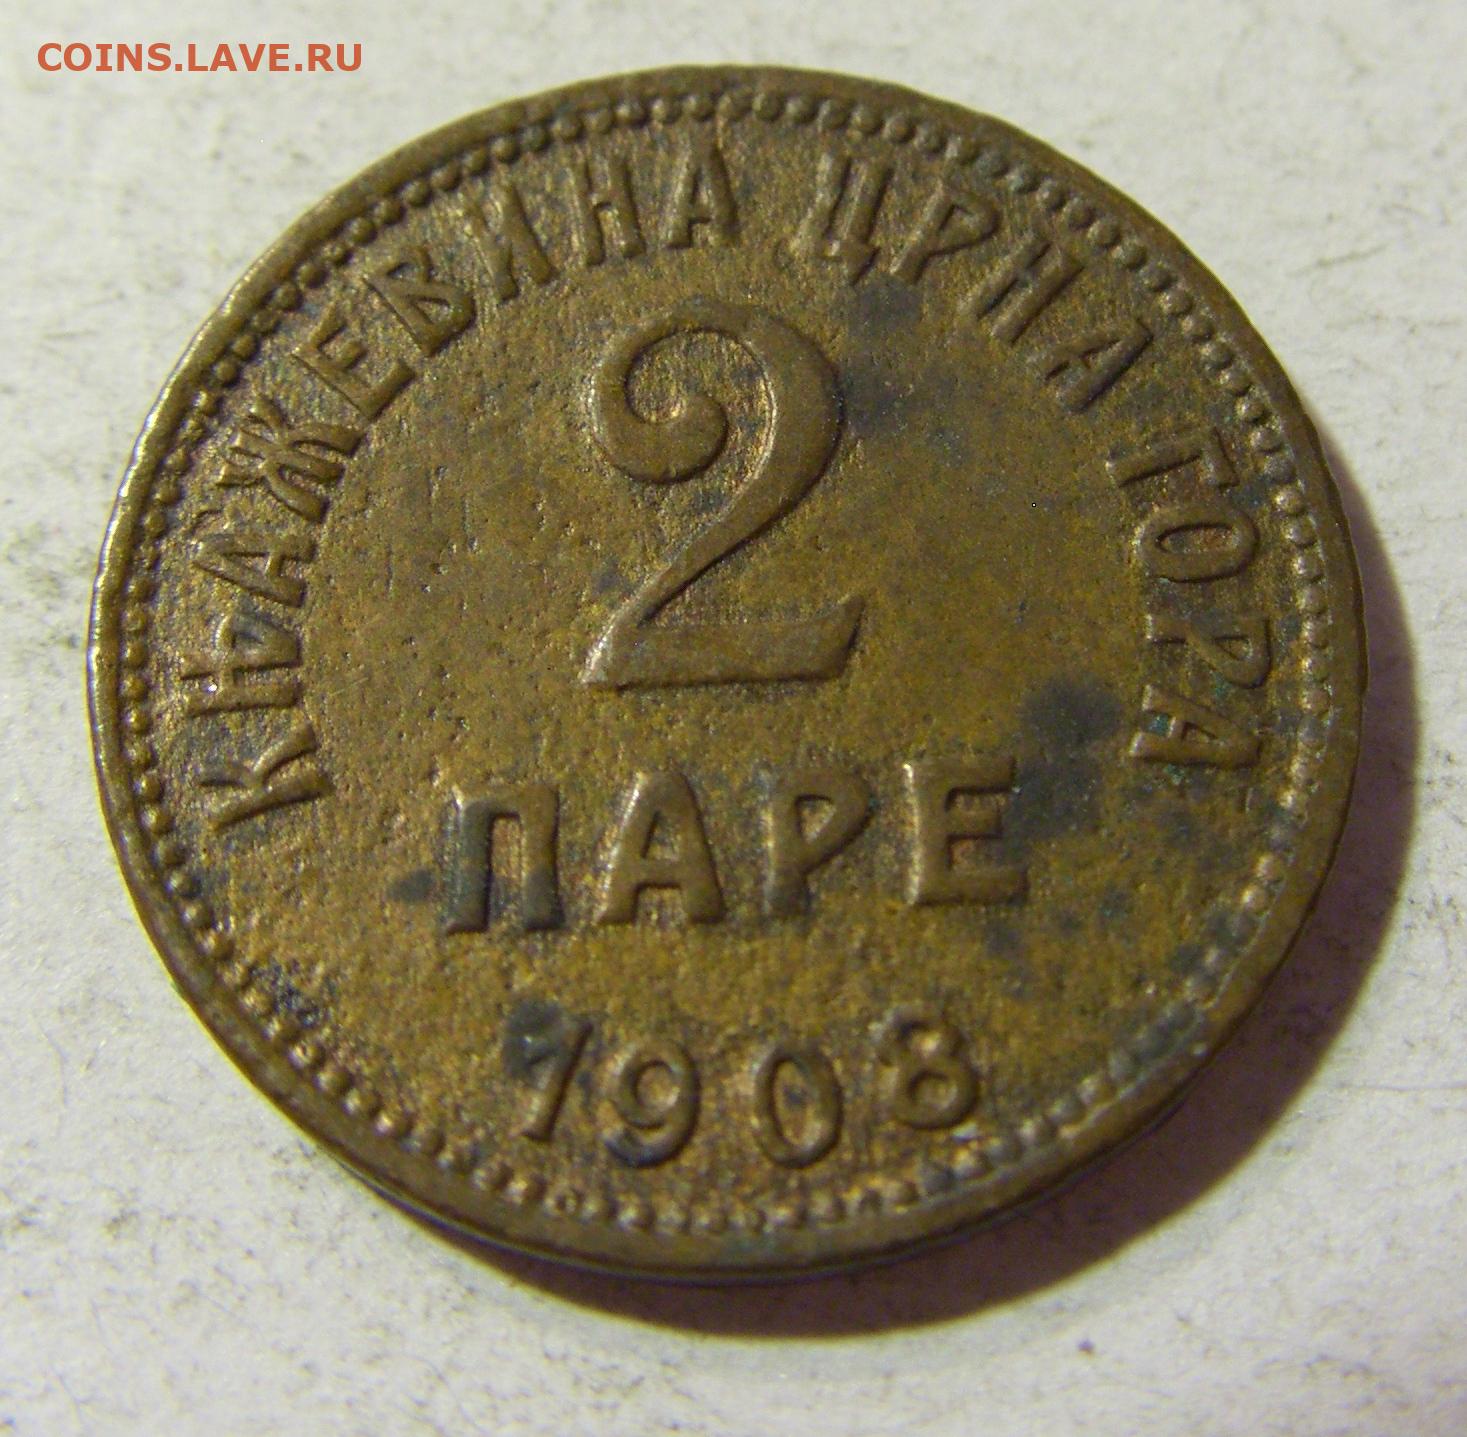 COINS.LAVE.RU
КЊАЖЕВИНА ЦРНА ГОРА
2
ПАРЕ
1908